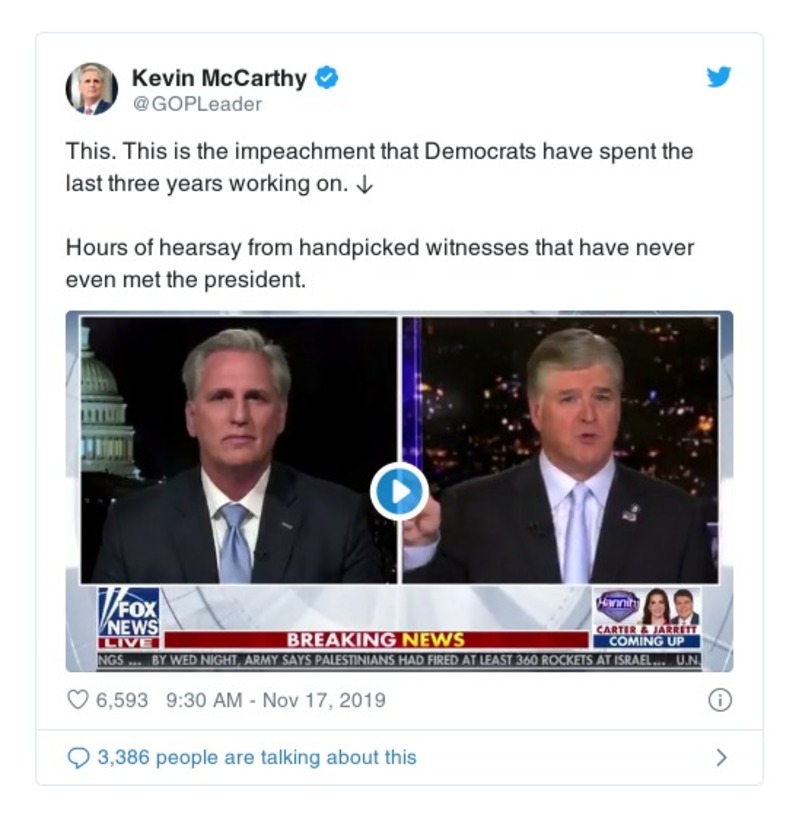 Kevin McCarthy
@GOPLeader
This. This is the impeachment that Democrats have spent the
last three years working on. ↓
Hours of hearsay from handpicked witnesses that have never
even met the president.
FOX
NEWS
LIVE
BREAKING NEWS
Hannity
CARTER & JARRETT
COMING UP
NGS ... BY WED NIGHT, ARMY SAYS PALESTINIANS HAD FIRED AT LEAST 360 ROCKETS AT ISRAEL... U.N.
6,593 9:30 AM - Nov 17, 2019
3,386 people are talking about this